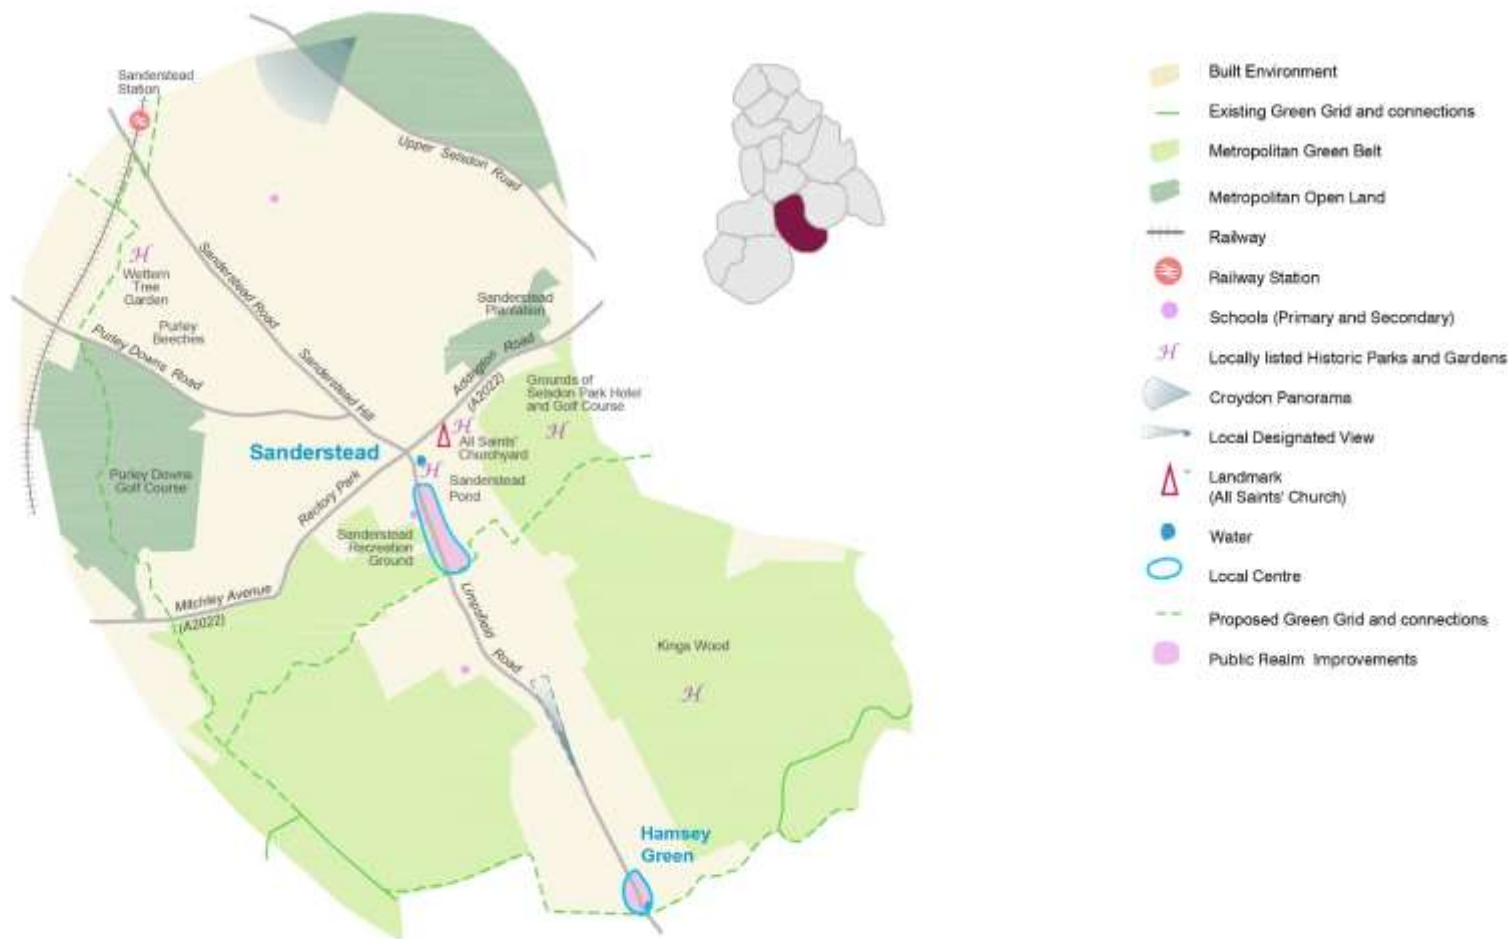 Sanderstead
Station
Upper Selsdon Road
H
Wettern
Tree
Garden
Sanderstead Road
Purley
Beeches
Purley Downs Road
Sanderstead Hill
Sanderstead
Plantation
Addington Road
(A2022)
Grounds of
Selsdon Park Hotel
and Golf Course
H
H
All Saints'
Churchyard
Sanderstead
H
Sanderstead
Pond
Purley Downs
Golf Course
Rectory Park
Sanderstead
Recreation
Ground
Mitchley Avenue
(A2022)
Limpsfield Road
Kings Wood
H
Hamsey
Green
Built Environment
Existing Green Grid and connections
Metropolitan Green Belt
Metropolitan Open Land
Railway
Railway Station
Schools (Primary and Secondary)
H Locally listed Historic Parks and Gardens
Croydon Panorama
Local Designated View
Landmark
(All Saints' Church)
Water
Local Centre
Proposed Green Grid and connections
Public Realm Improvements